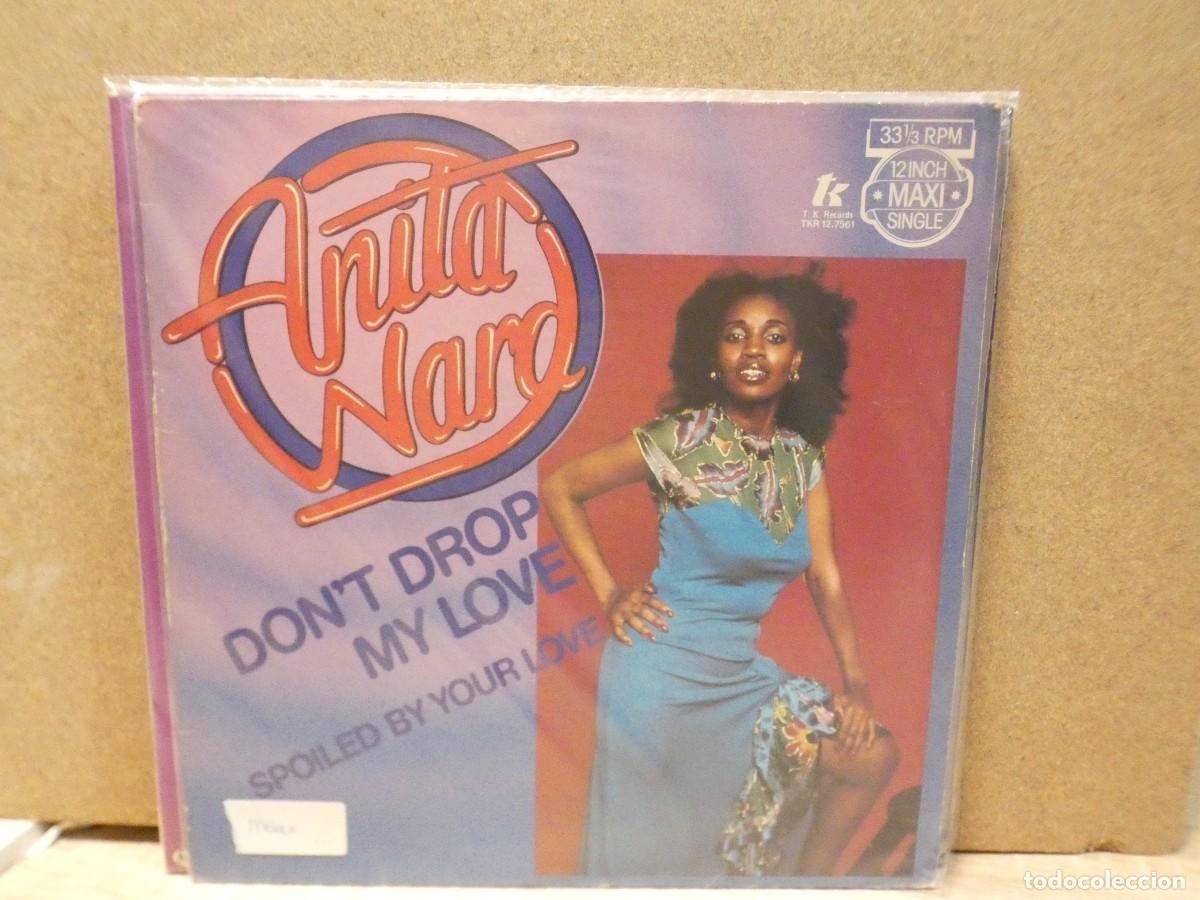 Anita
Ward
33⅓ RPM
12 INCH
MAXI
SINGLE
tk
T. K. Records
TKR 12.7561
DON'T DROP
MY LOVE
SPOILED BY YOUR LOVE
todocoleccion